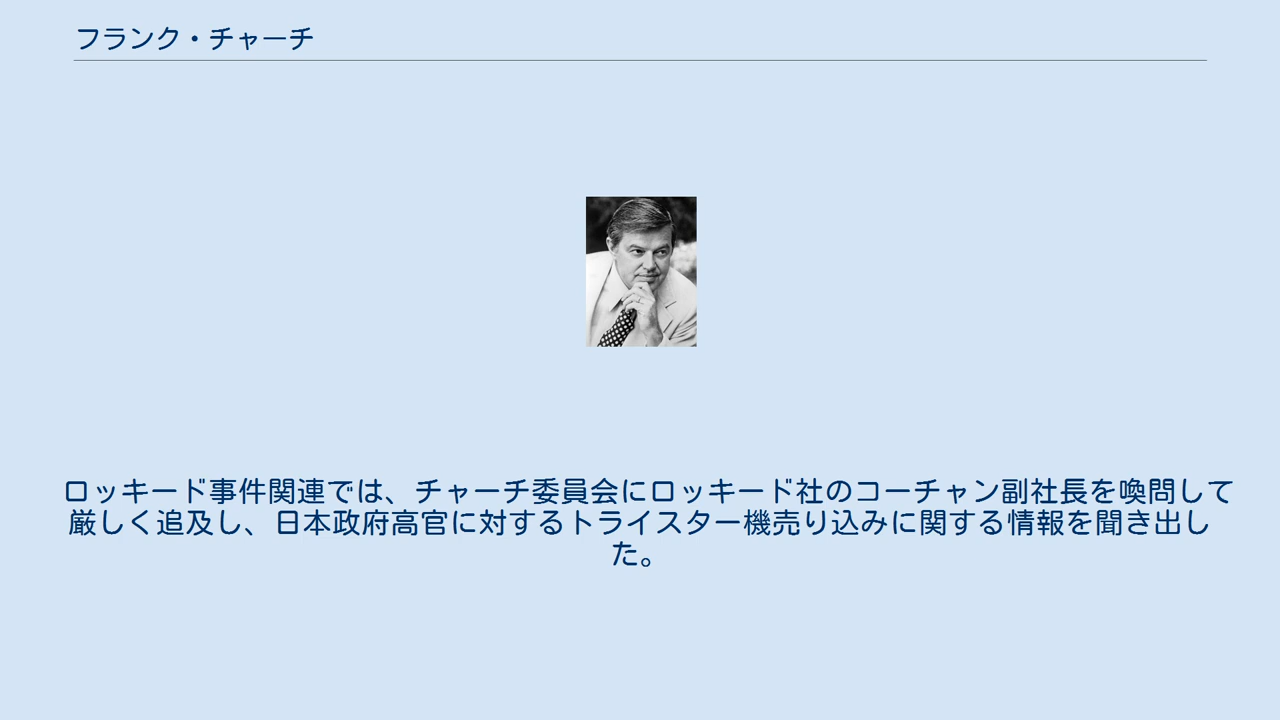 フランク・チャーチ
ロッキード事件関連では、チャーチ委員会にロッキード社のコーチャン副社長を喚問して
厳しく追及し、日本政府高官に対するトライスター機売り込みに関する情報を聞き出し
た。